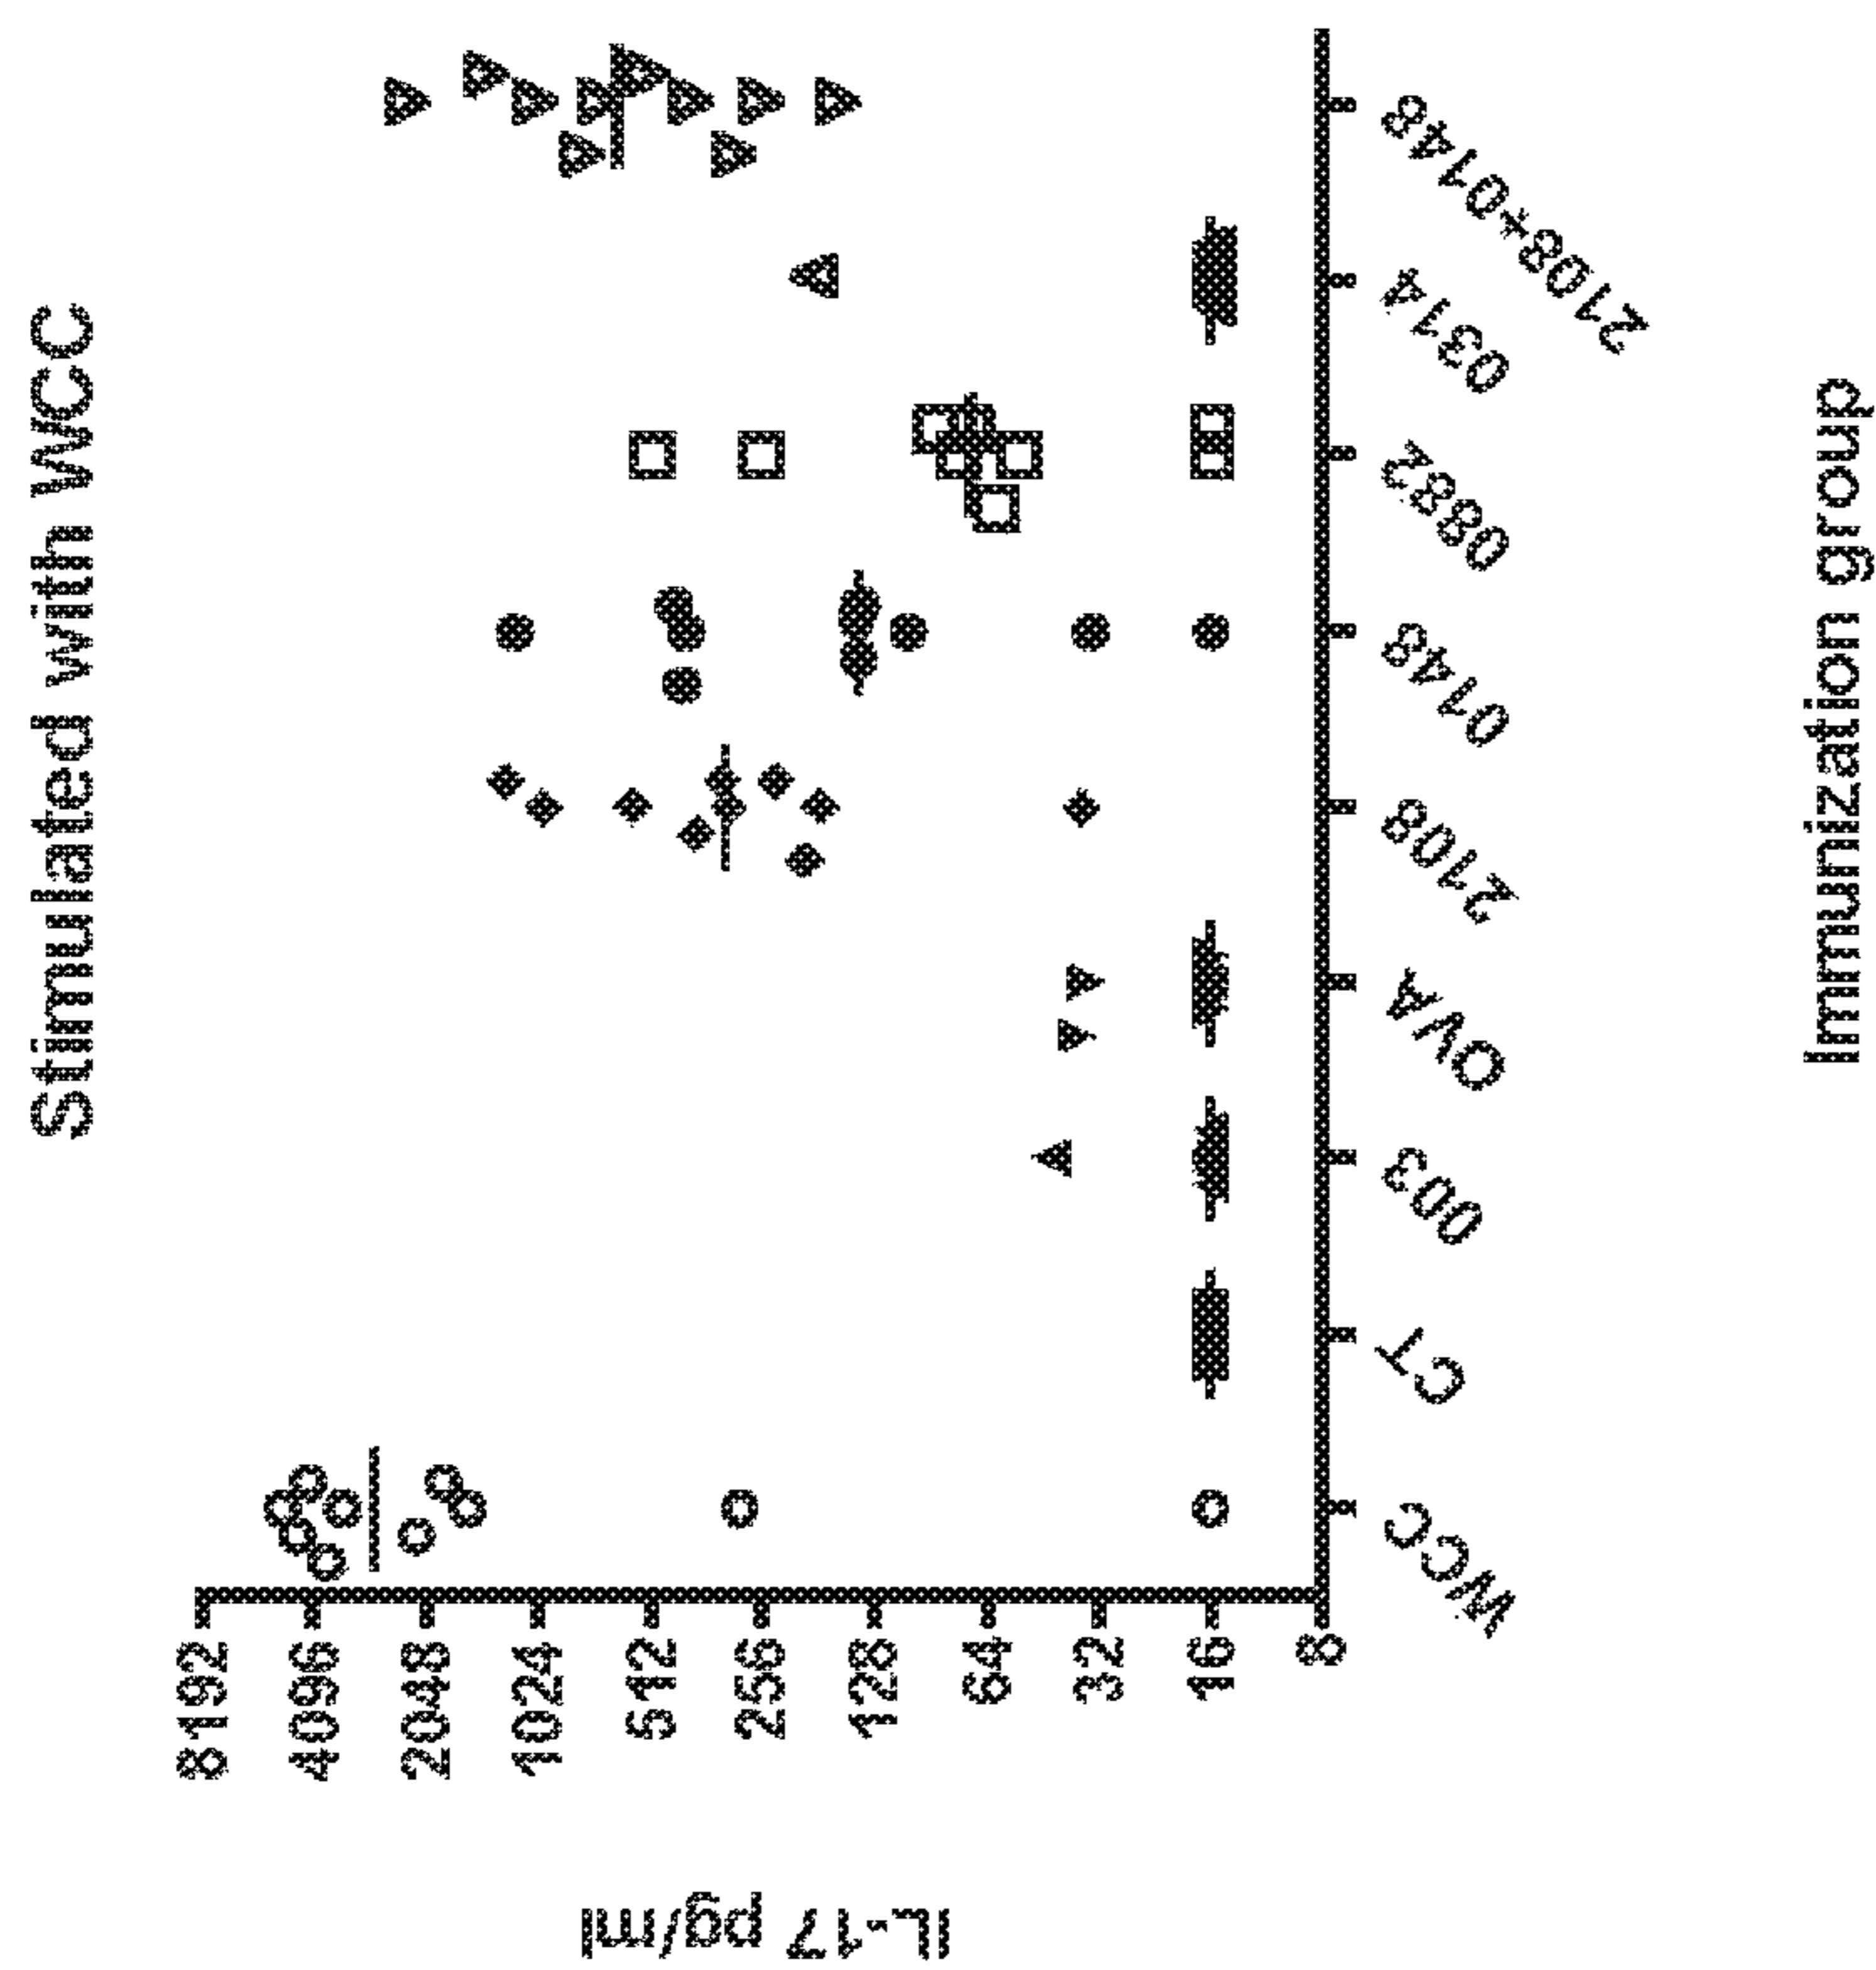 Stimulated with WCC
IL-17 pg/ml
8192
4096
2048
1024
512
256
128
64
32
16
8
WCC
CT
003
OVA
2108
0148
0882
0314
2108+0148
Immunization group